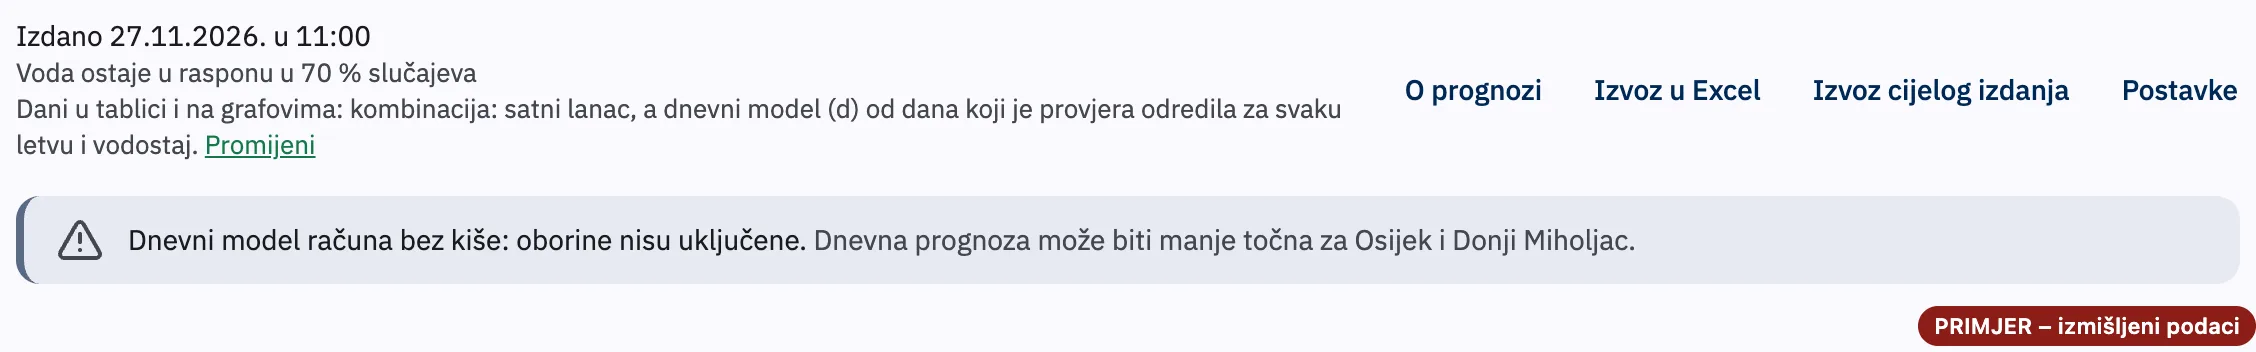 Izdano 27.11.2026. u 11:00
Voda ostaje u rasponu u 70 % slučajeva
Dani u tablici i na grafovima: kombinacija: satni lanac, a dnevni model (d) od dana koji je provjera odredila za svaku
letvu i vodostaj. Promijeni
O prognozi
Izvoz u Excel
Izvoz cijelog izdanja
Postavke
Dnevni model računa bez kiše: oborine nisu uključene. Dnevna prognoza može biti manje točna za Osijek i Donji Miholjac.
PRIMJER – izmišljeni podaci